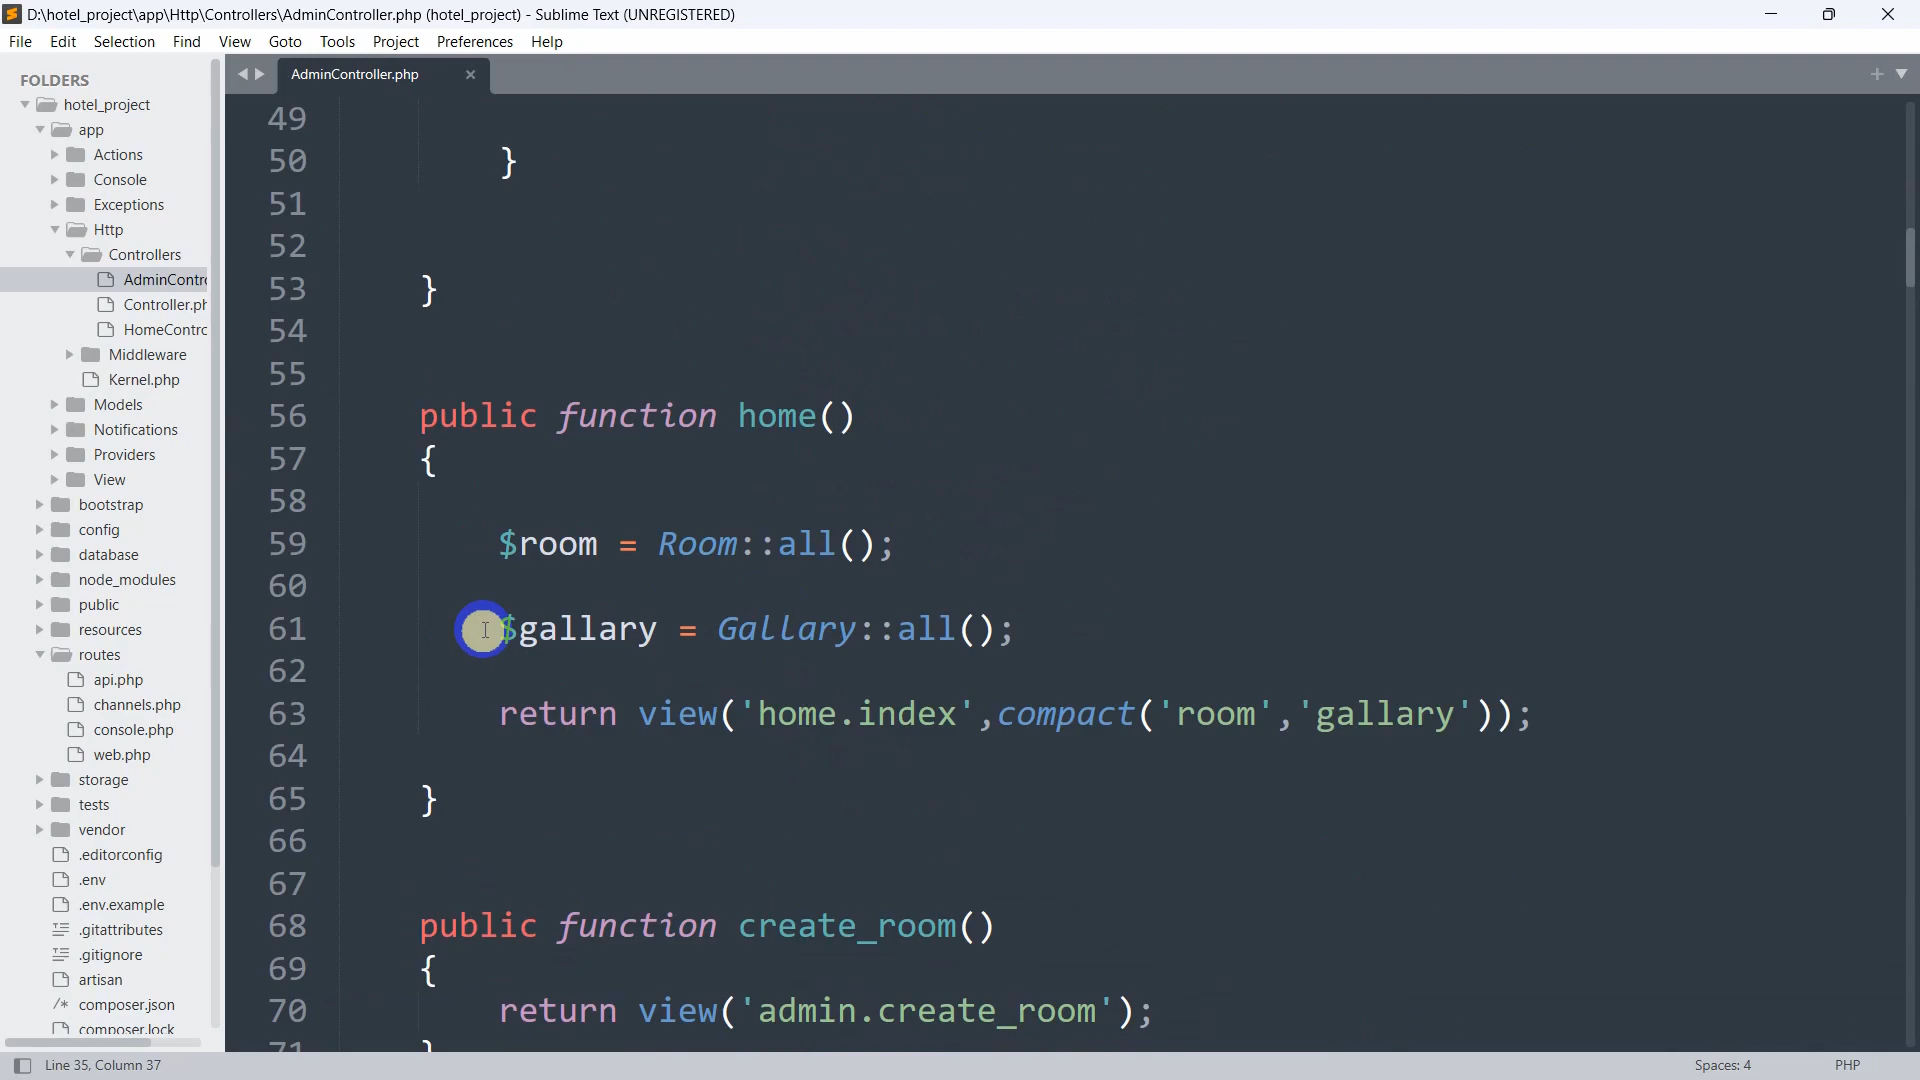 D:\hotel_project\app\Http\Controllers\AdminController.php (hotel_project) - Sublime Text (UNREGISTERED)
File Edit Selection Find View Goto Tools Project Preferences Help
FOLDERS
hotel_project
app
Actions
Console
Exceptions
Http
Controllers
AdminContro
Controller.ph
HomeContro
Middleware
Kernel.php
Models
Notifications
Providers
View
bootstrap
config
database
node_modules
public
resources
routes
api.php
channels.php
console.php
web.php
storage
tests
vendor
.editorconfig
.env
.env.example
.gitattributes
.gitignore
artisan
/* composer.json
composer.lock
AdminController.php
49
50 }
51
52
53 }
54
55
56 public function home()
57 {
58
59 $room = Room::all();
60
61 $gallary = Gallary::all();
62
63 return view('home.index',compact('room','gallary'));
64
65 }
66
67
68 public function create_room()
69 {
70 return view('admin.create_room');
71 }
Line 35, Column 37
Spaces: 4
PHP